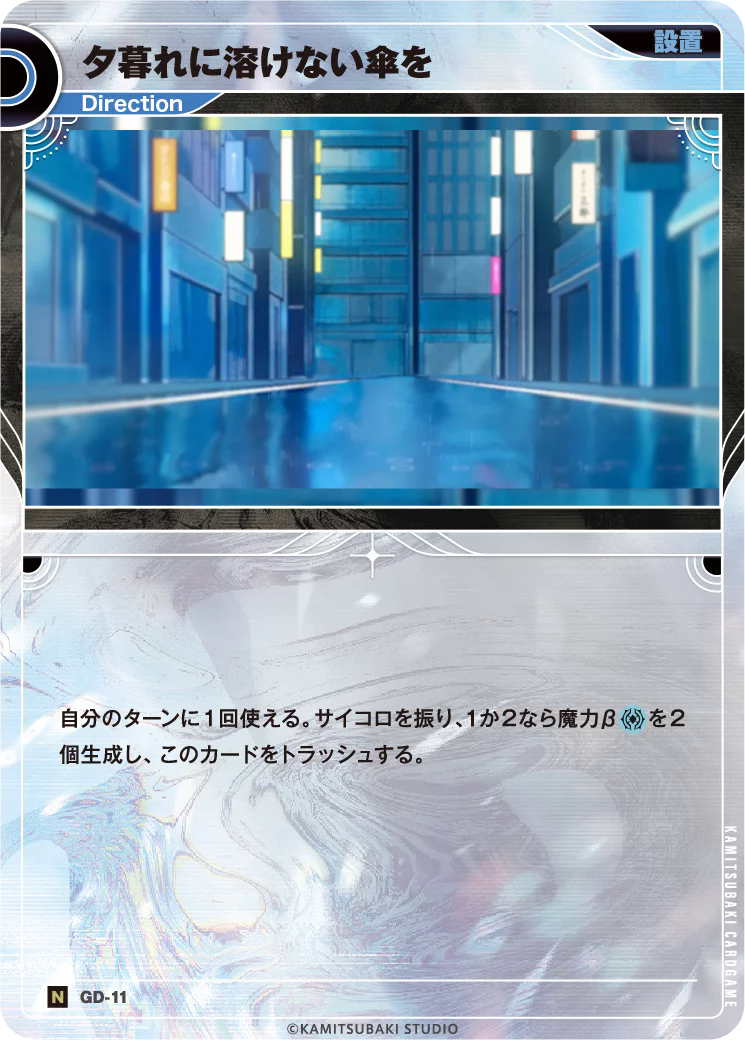 夕暮れに溶けない傘を
設置
Direction
自分のターンに1回使える。サイコロを振り、1か2なら魔力βを2
個生成し、このカードをトラッシュする。
KAMITSUBAKI CARDGAME
N GD-11
©KAMITSUBAKI STUDIO